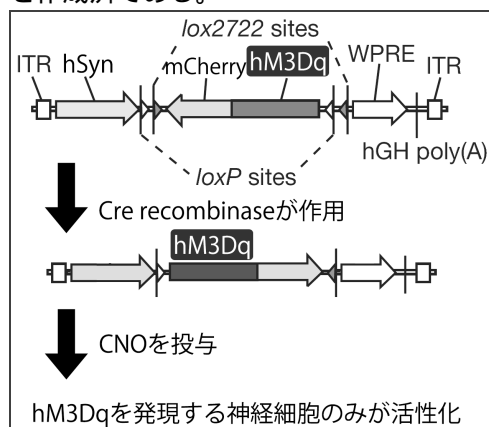 lox2722 sites
ITR hSyn mCherry hM3Dq WPRE ITR
hGH poly(A)
loxP sites
Cre recombinaseが作用
hM3Dq
CNOを投与
hM3Dqを発現する神経細胞のみが活性化